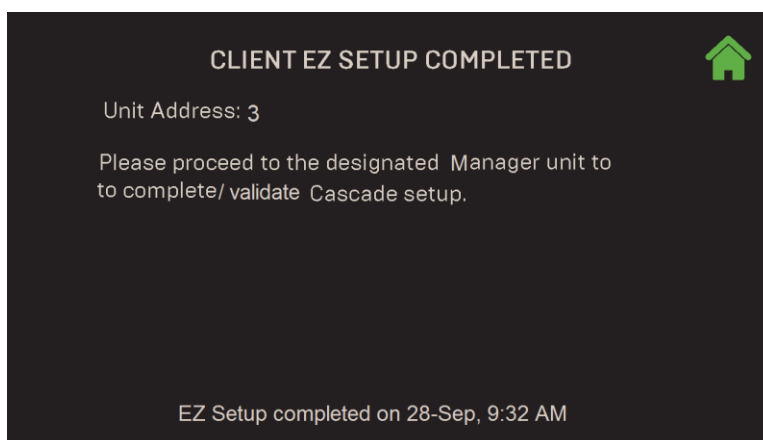 CLIENT EZ SETUP COMPLETED
Unit Address: 3
Please proceed to the designated Manager unit to
to complete/ validate Cascade setup.
EZ Setup completed on 28-Sep, 9:32 AM